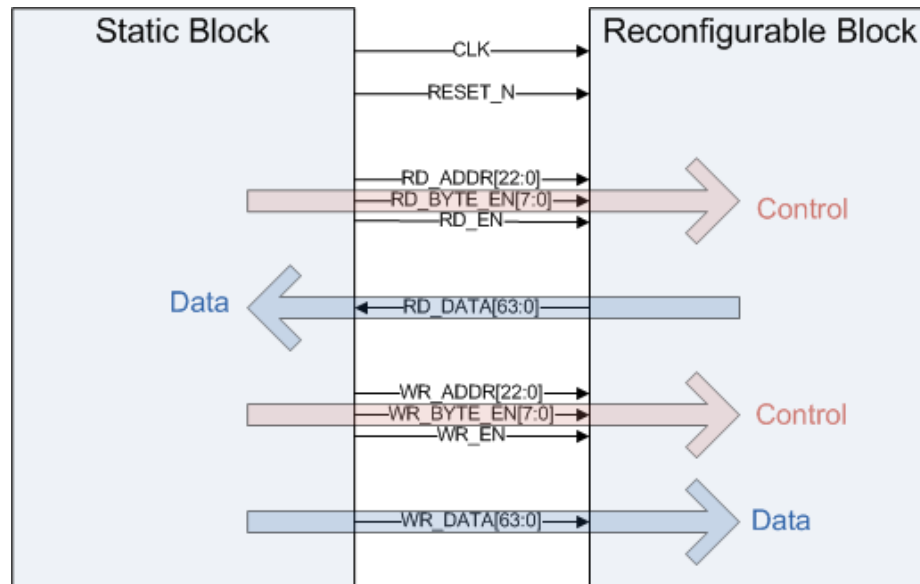 Static Block
Reconfigurable Block
CLK
RESET_N
RD_ADDR[22:0]
RD_BYTE_EN[7:0]
RD_EN
Control
Data
RD_DATA[63:0]
WR_ADDR[22:0]
WR_BYTE_EN[7:0]
WR_EN
Control
WR_DATA[63:0]
Data